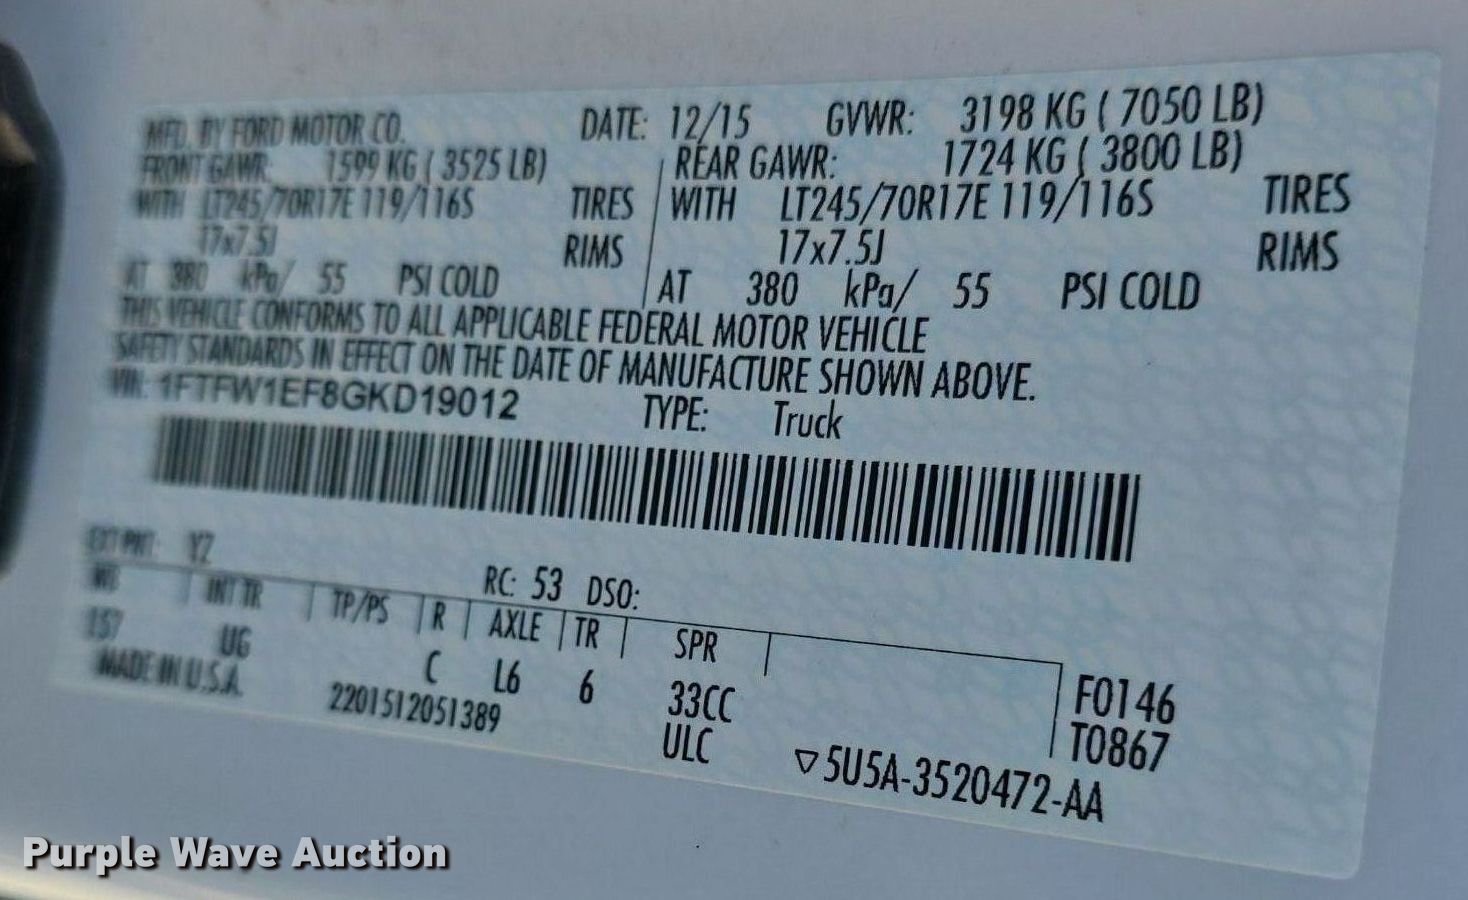 MFD. BY FORD MOTOR CO. DATE: 12/15 GVWR: 3198 KG ( 7050 LB)
FRONT GAWR: 1599 KG ( 3525 LB) REAR GAWR: 1724 KG ( 3800 LB)
WITH LT245/70R17E 119/116S TIRES WITH LT245/70R17E 119/116S TIRES
17x7.5J RIMS 17x7.5J RIMS
AT 380 kPa/ 55 PSI COLD AT 380 kPa/ 55 PSI COLD
THIS VEHICLE CONFORMS TO ALL APPLICABLE FEDERAL MOTOR VEHICLE
SAFETY STANDARDS IN EFFECT ON THE DATE OF MANUFACTURE SHOWN ABOVE.
VIN: 1FTFW1EF8GKD19012 TYPE: Truck
EXT PNT: YZ RC: 53 DSO:
WB INT TR TP/PS R AXLE TR SPR
157 UG C L6 6 33CC F0146
MADE IN U.S.A. 2201512051389 ULC T0867
▽5U5A-3520472-AA
Purple Wave Auction